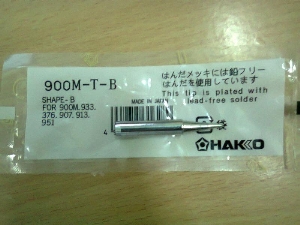 900M-T-B
SHAPE-B
FOR 900M.933.
376.907.913.
951
はんだメッキには鉛フリー
はんだを使用しています
This tip is plated with
lead-free solder
MADE IN JAPAN
4
HAKKO